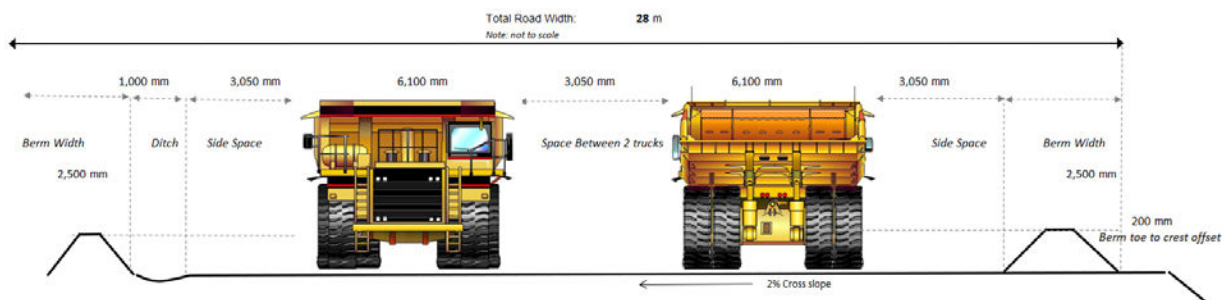 Total Road Width: 28 m
Note: not to scale
1,000 mm 3,050 mm 6,100 mm 3,050 mm 6,100 mm 3,050 mm
Berm Width Ditch Side Space Space Between 2 trucks Side Space Berm Width
2,500 mm 2,500 mm
200 mm
Berm toe to crest offset
2% Cross slope